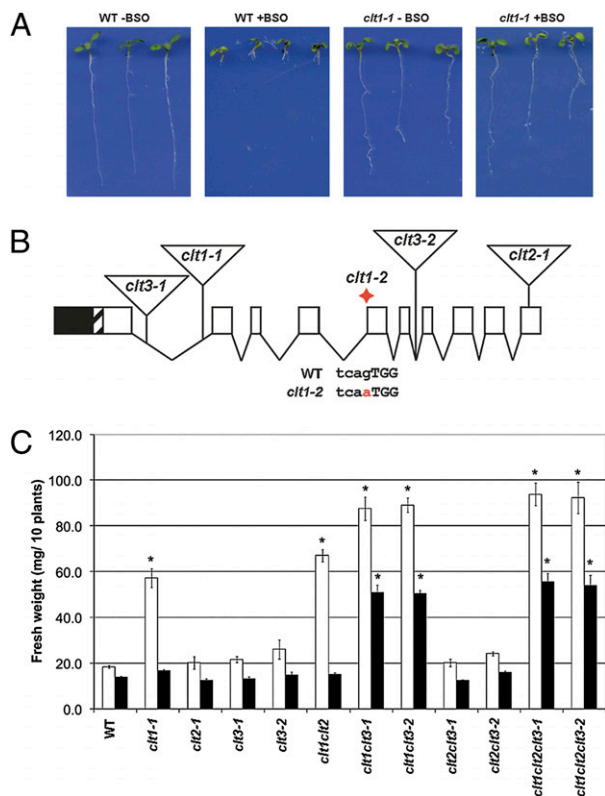 A
WT -BSO
WT +BSO
clt1-1 - BSO
clt1-1 +BSO
B
clt3-1
clt1-1
clt1-2
clt3-2
clt2-1
WT tcagTGG
clt1-2 tcaaTGG
C
Fresh weight (mg/ 10 plants)
120.0
100.0
80.0
60.0
40.0
20.0
0.0
*
*
*
*
*
*
*
*
*
*
WT
clt1-1
clt2-1
clt3-1
clt3-2
clt1clt2
clt1clt3-1
clt1clt3-2
clt2clt3-1
clt2clt3-2
clt1clt2clt3-1
clt1clt2clt3-2